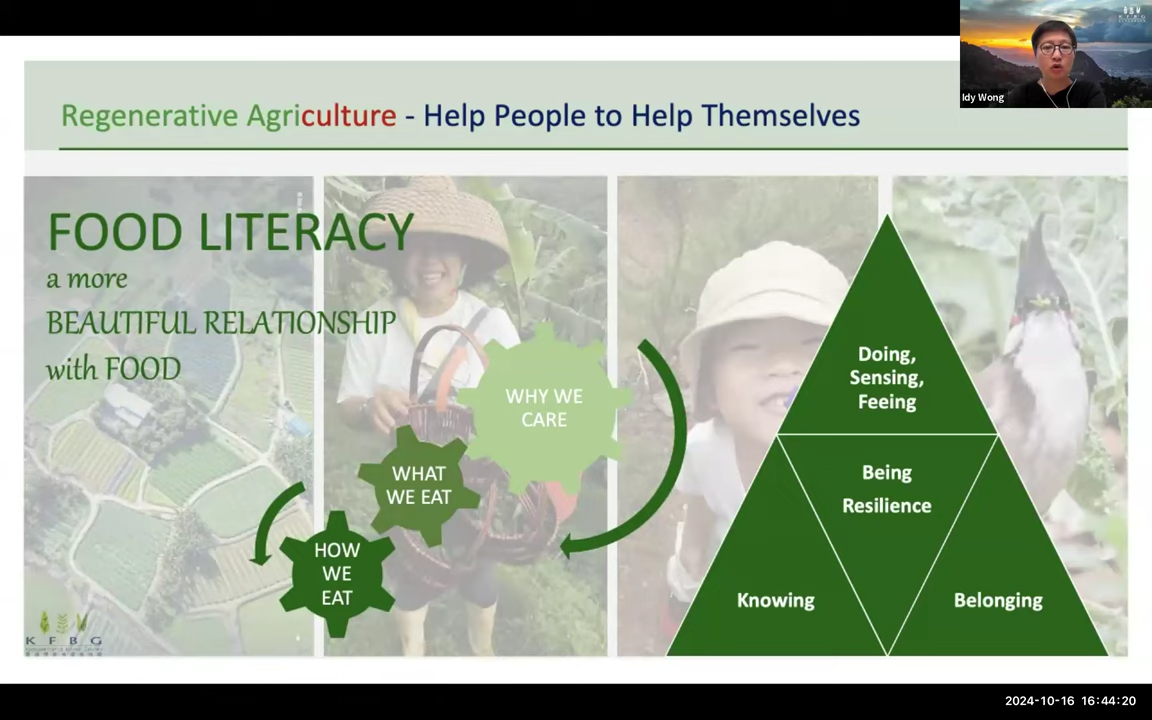 Idy Wong
Regenerative Agriculture - Help People to Help Themselves
FOOD LITERACY
a more
BEAUTIFUL RELATIONSHIP
with FOOD
WHY WE
CARE
WHAT
WE EAT
HOW
WE
EAT
Doing,
Sensing,
Feeing
Being
Resilience
Knowing
Belonging
K F B G
2024-10-16 16:44:20